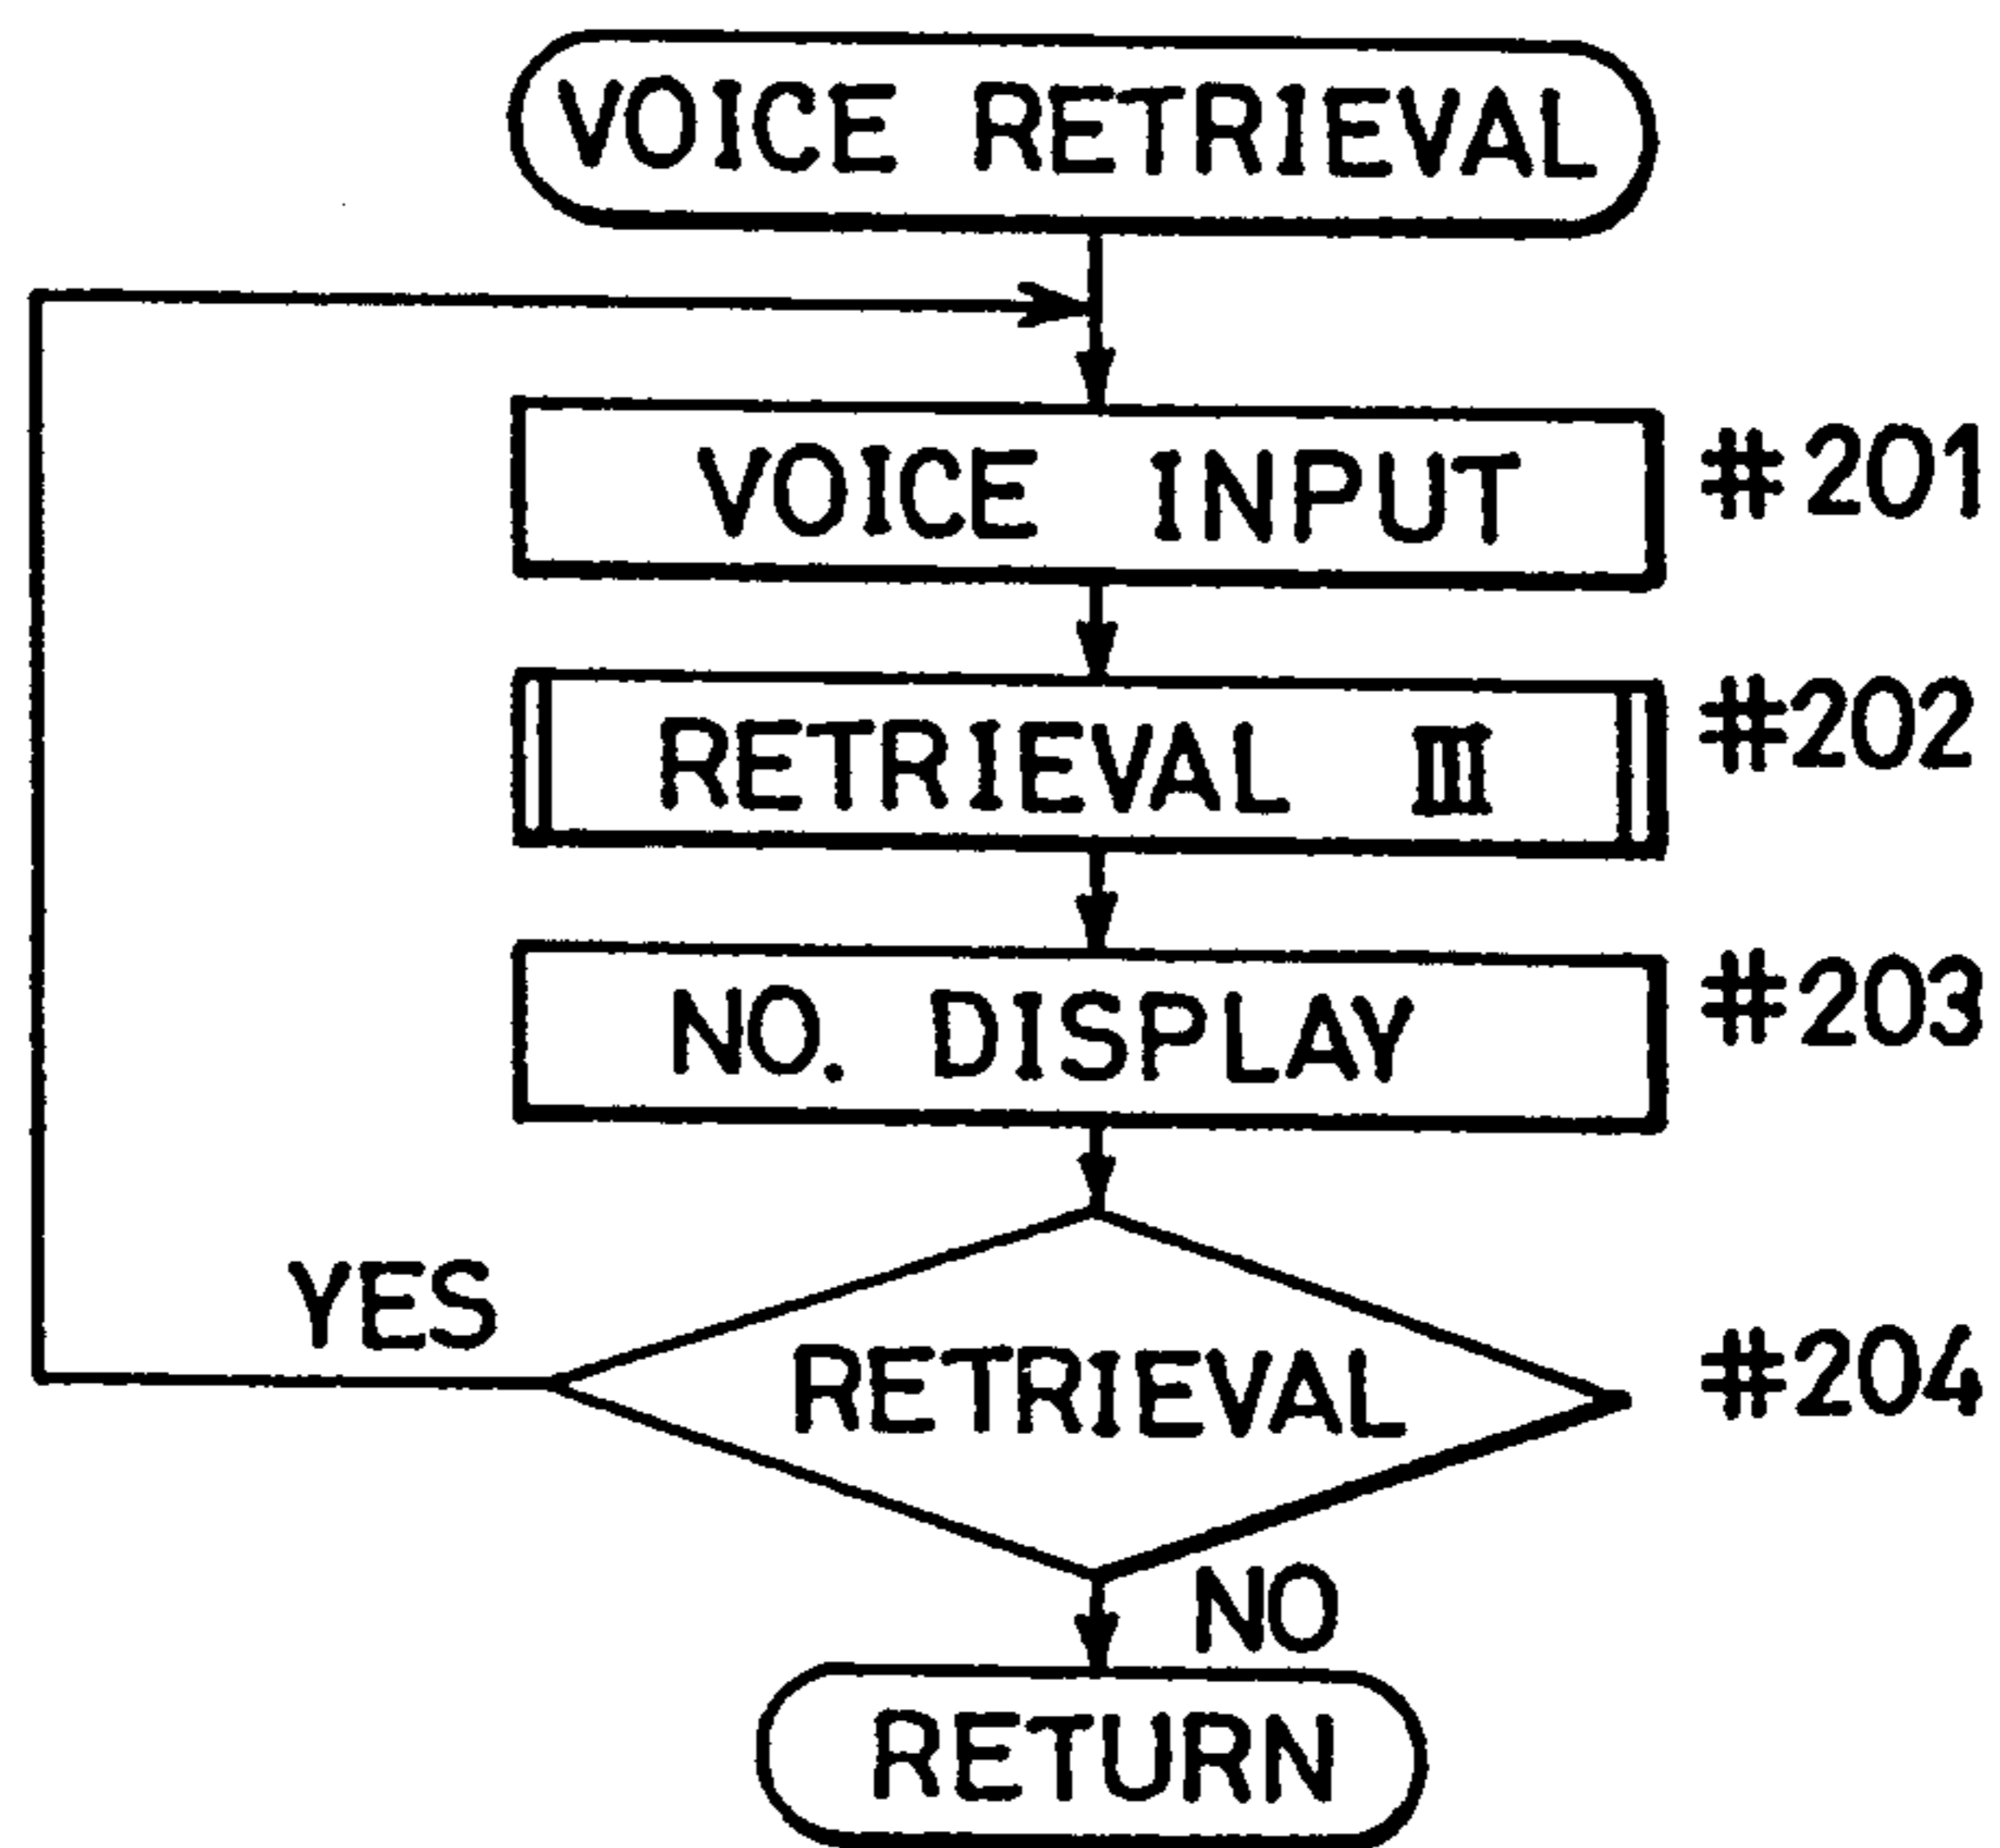 VOICE RETRIEVAL
VOICE INPUT #201
RETRIEVAL III #202
NO. DISPLAY #203
YES
RETRIEVAL #204
NO
RETURN